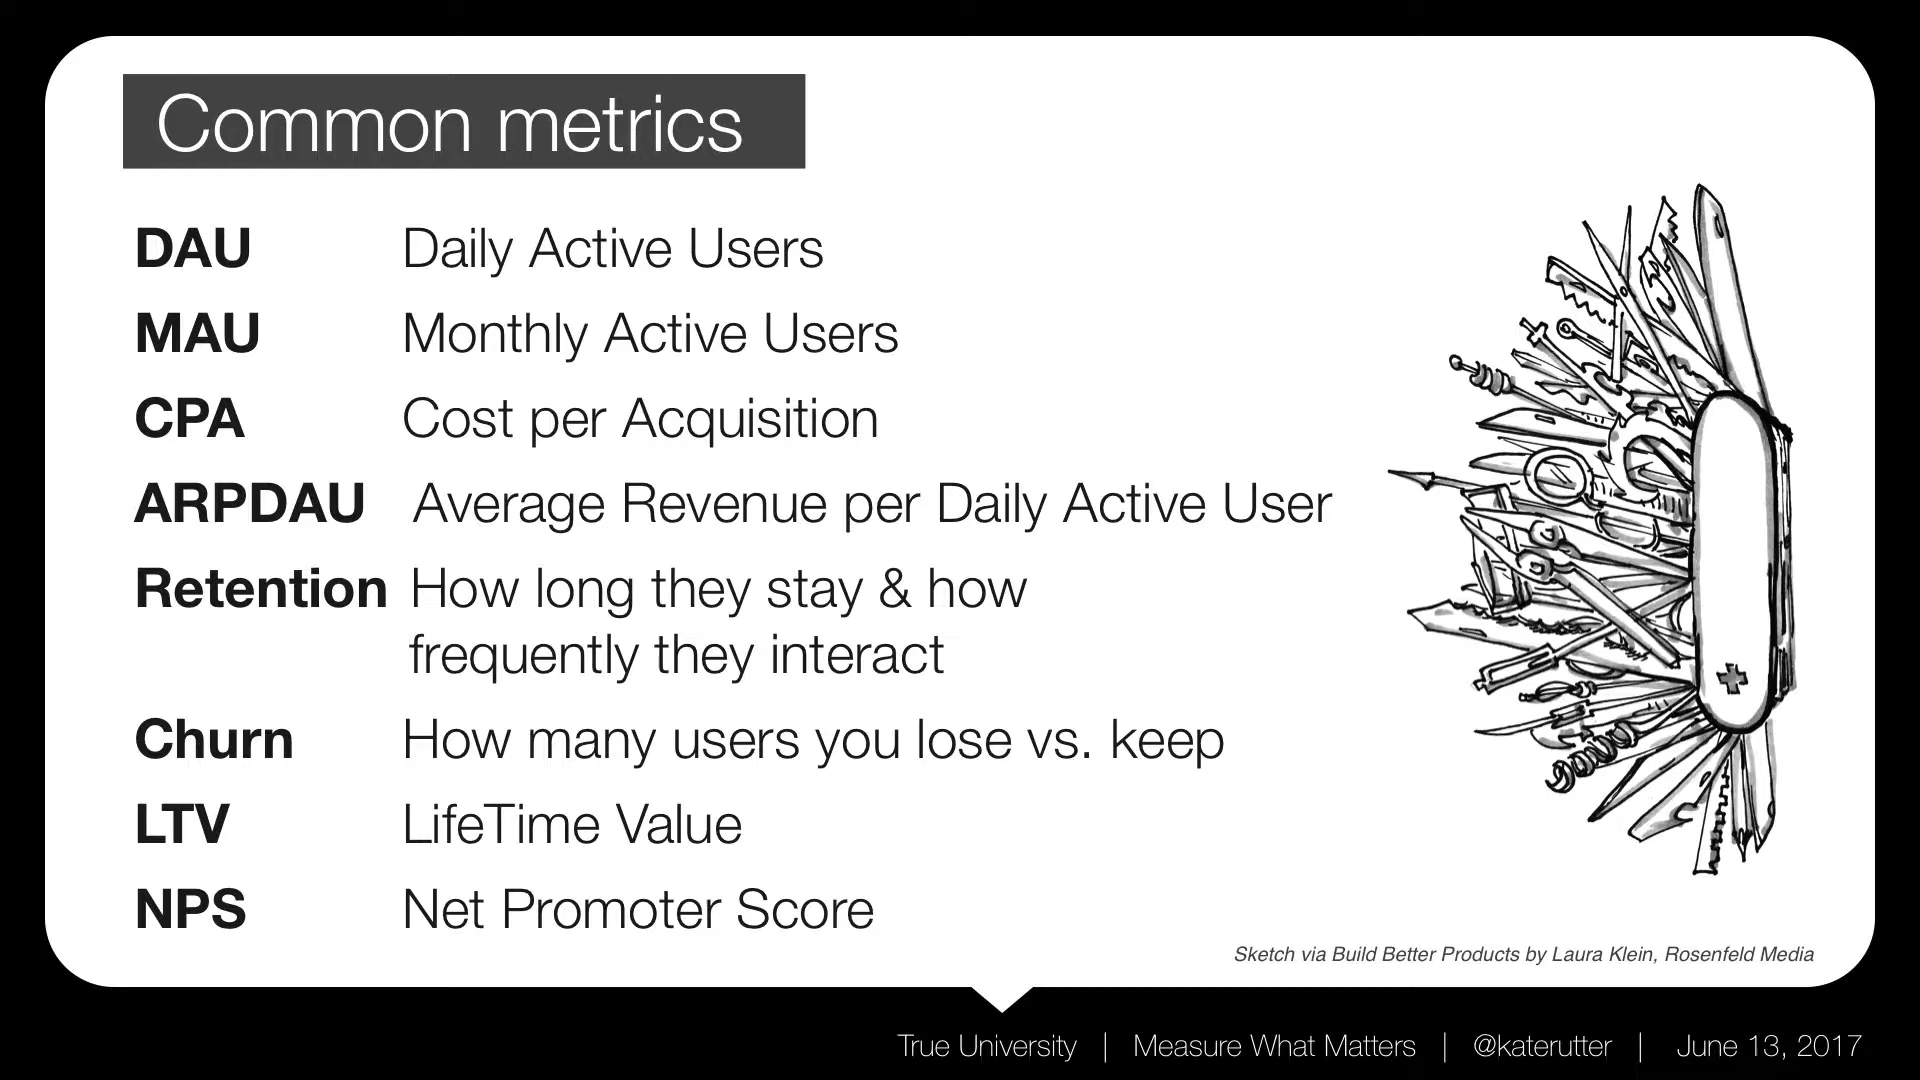 Common metrics
DAU Daily Active Users
MAU Monthly Active Users
CPA Cost per Acquisition
ARPDAU Average Revenue per Daily Active User
Retention How long they stay & how
frequently they interact
Churn How many users you lose vs. keep
LTV LifeTime Value
NPS Net Promoter Score
Sketch via Build Better Products by Laura Klein, Rosenfeld Media
True University | Measure What Matters | @katerutter | June 13, 2017